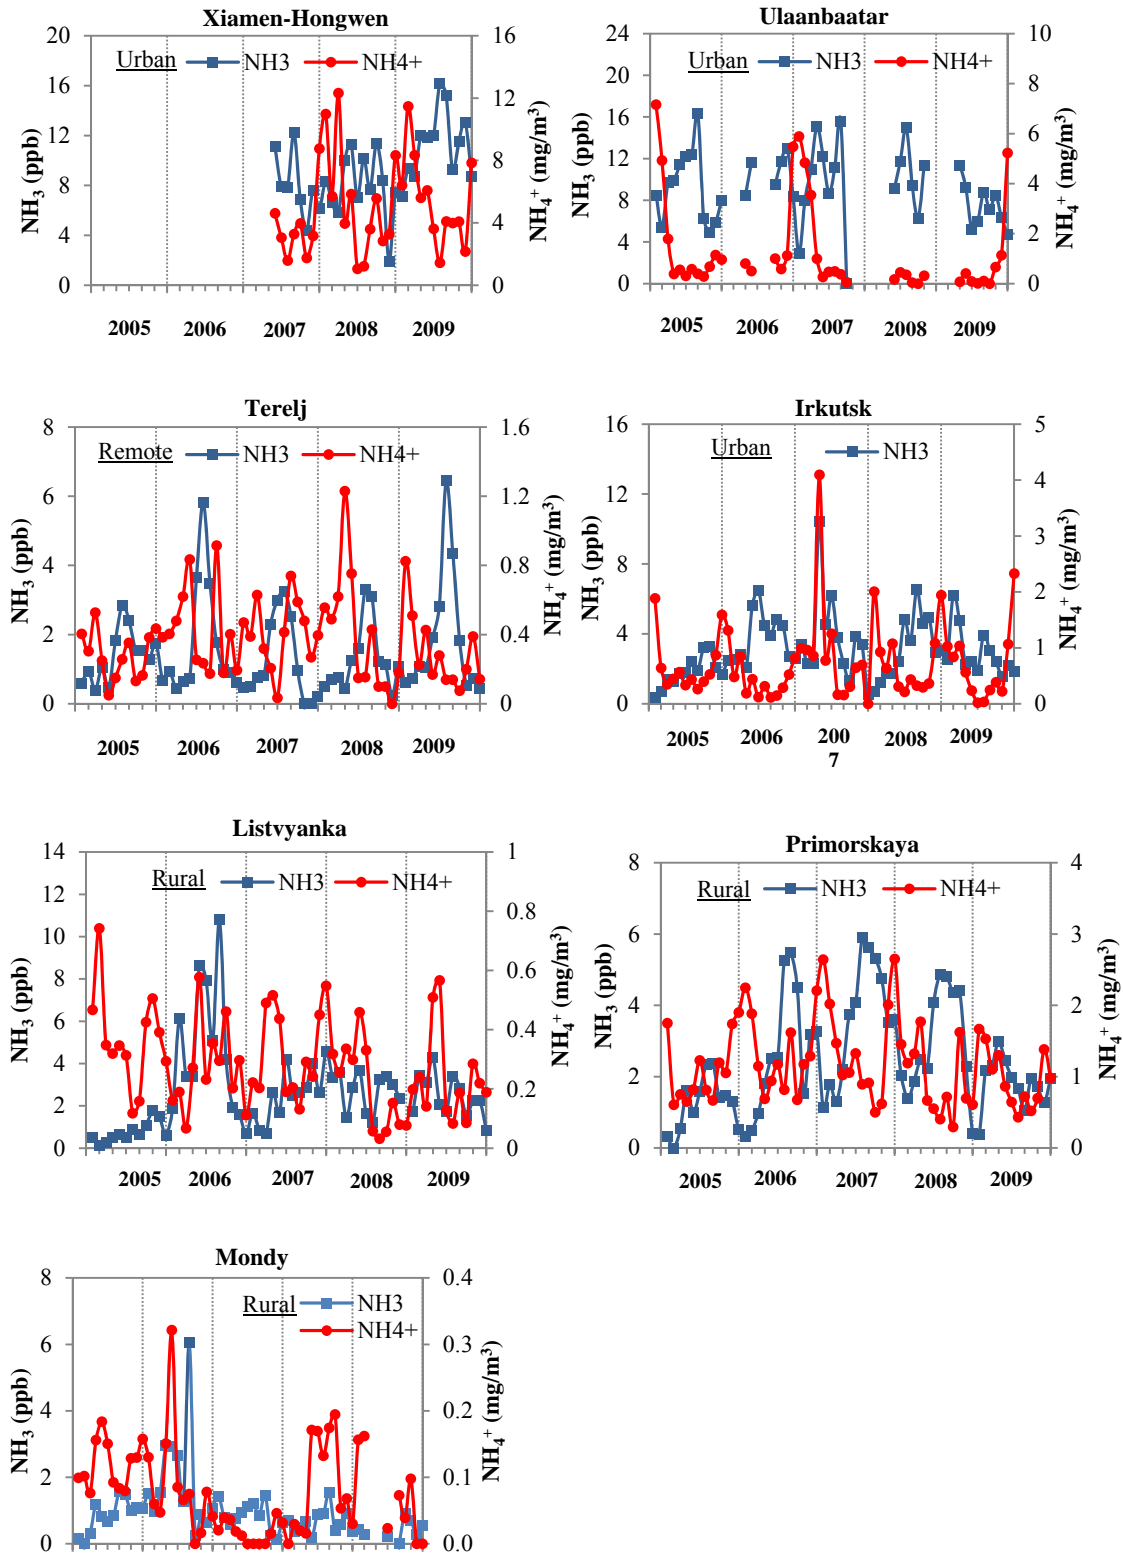 Xiamen-Hongwen
Urban NH3 NH4+
NH₃ (ppb)
20
16
12
8
4
0
NH₄⁺ (mg/m³)
16
12
8
4
0
2005 2006 2007 2008 2009
Ulaanbaatar
Urban NH3 NH4+
NH₃ (ppb)
24
20
16
12
8
4
0
NH₄⁺ (mg/m³)
10
8
6
4
2
0
2005 2006 2007 2008 2009
Terelj
Remote NH3 NH4+
NH₃ (ppb)
8
6
4
2
0
NH₄⁺ (mg/m³)
1.6
1.2
0.8
0.4
0
2005 2006 2007 2008 2009
Irkutsk
Urban NH3
NH₃ (ppb)
16
12
8
4
0
NH₄⁺ (mg/m³)
5
4
3
2
1
0
2005 2006 200 2008 2009
7
Listvyanka
Rural NH3 NH4+
NH₃ (ppb)
14
12
10
8
6
4
2
0
NH₄⁺ (mg/m³)
1
0.8
0.6
0.4
0.2
0
2005 2006 2007 2008 2009
Primorskaya
Rural NH3 NH4+
NH₃ (ppb)
8
6
4
2
0
NH₄⁺ (mg/m³)
4
3
2
1
0
2005 2006 2007 2008 2009
Mondy
Rural NH3
NH4+
NH₃ (ppb)
8
6
4
2
0
NH₄⁺ (mg/m³)
0.4
0.3
0.2
0.1
0.0
2005 2006 2007 2008 2009